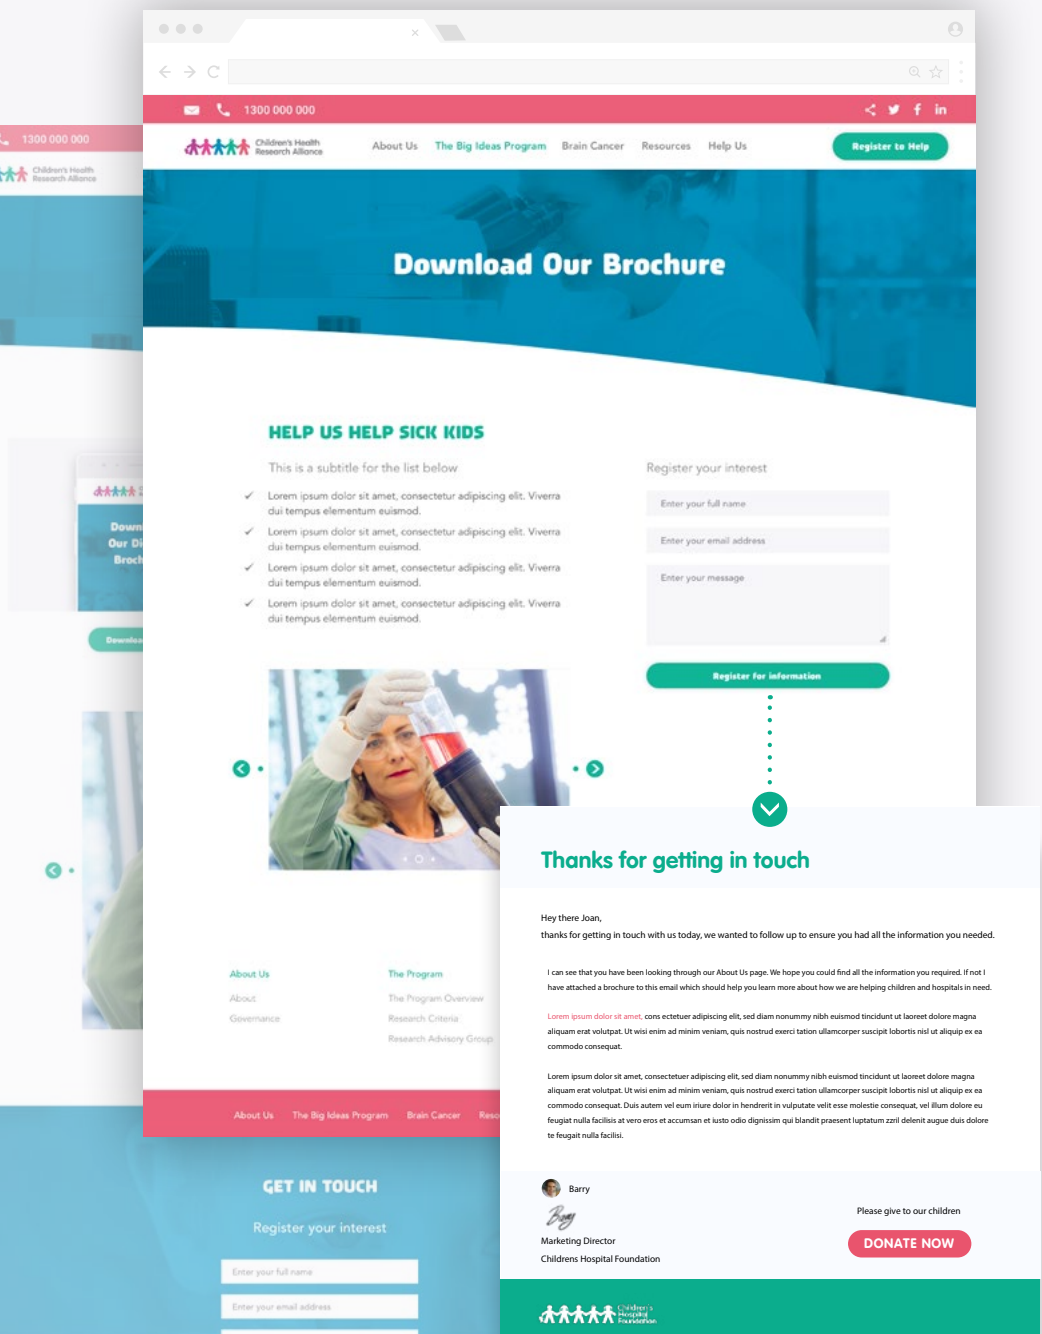 1300 000 000
Children's Health
Research Alliance
About Us The Big Ideas Program Brain Cancer Resources Help Us
Register to Help
Download Our Brochure
HELP US HELP SICK KIDS
This is a subtitle for the list below
Lorem ipsum dolor sit amet, consectetur adipiscing elit. Viverra
dui tempus elementum euismod.
Lorem ipsum dolor sit amet, consectetur adipiscing elit. Viverra
dui tempus elementum euismod.
Lorem ipsum dolor sit amet, consectetur adipiscing elit. Viverra
dui tempus elementum euismod.
Lorem ipsum dolor sit amet, consectetur adipiscing elit. Viverra
dui tempus elementum euismod.
Register your interest
Enter your full name
Enter your email address
Enter your message
Register for information
About Us
About
Governance
The Program
The Program Overview
Research Criteria
Research Advisory Group
About Us The Big Ideas Program Brain Cancer
Thanks for getting in touch
Hey there Joan,
thanks for getting in touch with us today, we wanted to follow up to ensure you had all the information you needed.
I can see that you have been looking through our About Us page. We hope you could find all the information you required. If not I
have attached a brochure to this email which should help you learn more about how we are helping children and hospitals in need.
Lorem ipsum dolor sit amet, cons ectetuer adipiscing elit, sed diam nonummy nibh euismod tincidunt ut laoreet dolore magna
aliquam erat volutpat. Ut wisi enim ad minim veniam, quis nostrud exerci tation ullamcorper suscipit lobortis nisl ut aliquip ex ea
commodo consequat.
Lorem ipsum dolor sit amet, consectetuer adipiscing elit, sed diam nonummy nibh euismod tincidunt ut laoreet dolore magna
aliquam erat volutpat. Ut wisi enim ad minim veniam, quis nostrud exerci tation ullamcorper suscipit lobortis nisl ut aliquip ex ea
commodo consequat. Duis autem vel eum iriure dolor in hendrerit in vulputate velit esse molestie consequat, vel illum dolore eu
feugiat nulla facilisis at vero eros et accumsan et iusto odio dignissim qui blandit praesent luptatum zzril delenit augue duis dolore
te feugait nulla facilisi.
Barry
Barry
Marketing Director
Childrens Hospital Foundation
Please give to our children
DONATE NOW
Children's
Hospital
Foundation
1300 000 000
Children's Health
Research Alliance
Our
GET IN TOUCH
Register your interest
Enter your full name
Enter your email address